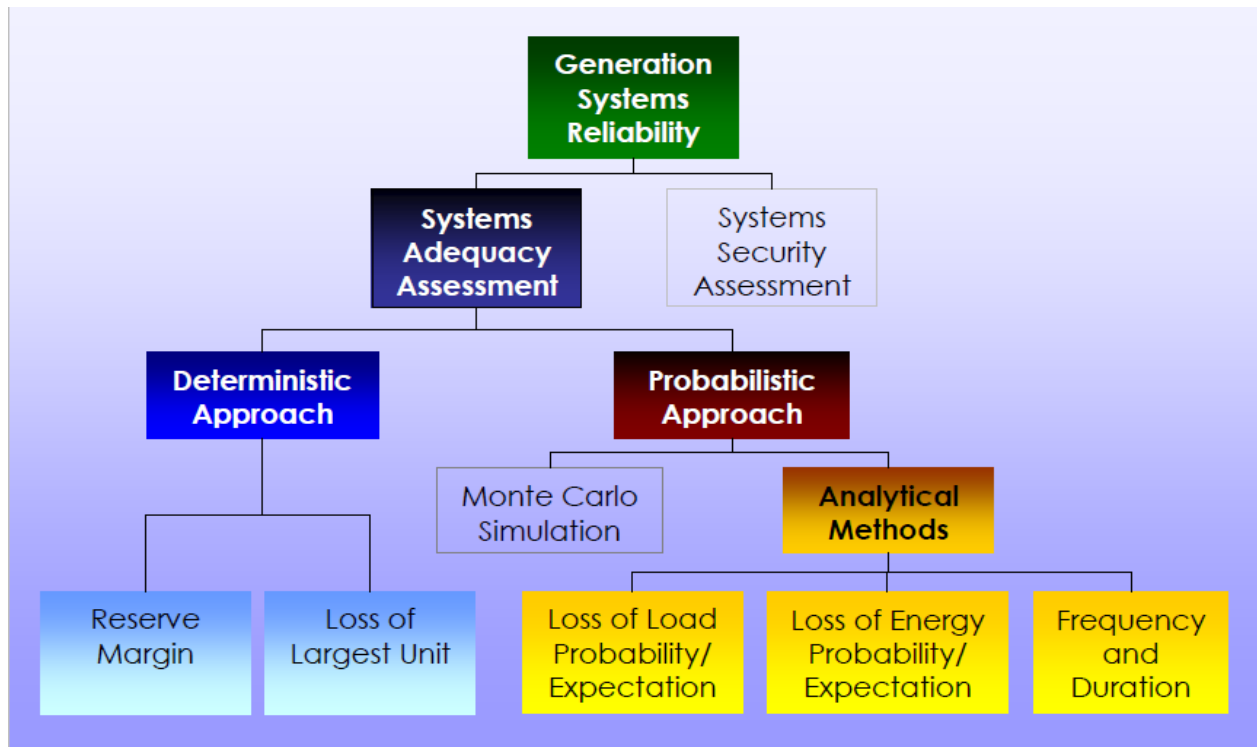 Generation
Systems
Reliability
Systems
Adequacy
Assessment
Systems
Security
Assessment
Deterministic
Approach
Probabilistic
Approach
Monte Carlo
Simulation
Analytical
Methods
Reserve
Margin
Loss of
Largest Unit
Loss of Load
Probability/
Expectation
Loss of Energy
Probability/
Expectation
Frequency
and
Duration